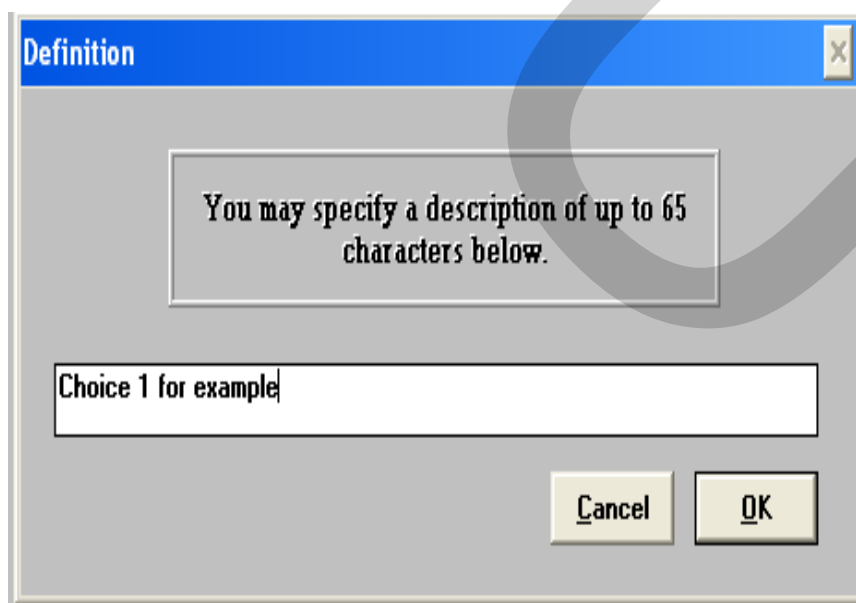 Definition
You may specify a description of up to 65
characters below.
Choice 1 for example
Cancel
OK